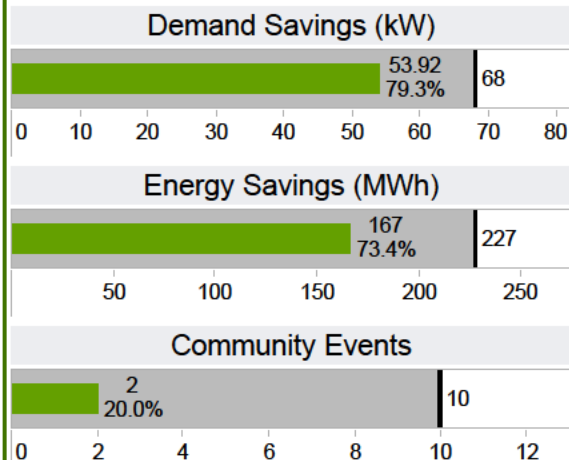 Demand Savings (kW)
53.92
79.3%
68
0 10 20 30 40 50 60 70 80
Energy Savings (MWh)
167
73.4%
227
50 100 150 200 250
Community Events
2
20.0%
10
0 2 4 6 8 10 12